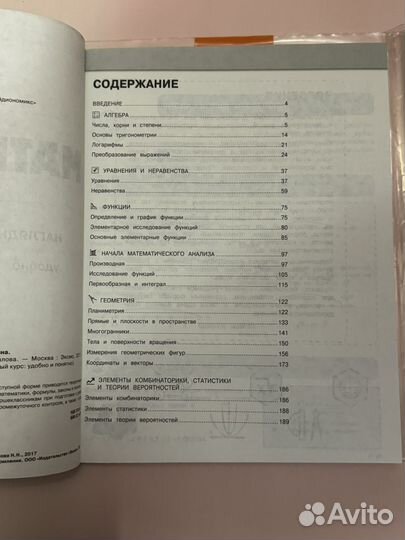 СОДЕРЖАНИЕ
ВВЕДЕНИЕ 4
АЛГЕБРА 5
Числа, корни и степени 5
Основы тригонометрии 14
Логарифмы 21
Преобразование выражений 24
УРАВНЕНИЯ И НЕРАВЕНСТВА 37
Уравнения 37
Неравенства 59
ФУНКЦИИ 75
Определение и график функции 75
Элементарное исследование функций 80
Основные элементарные функции 85
НАЧАЛА МАТЕМАТИЧЕСКОГО АНАЛИЗА 97
Производная 97
Исследование функций 105
Первообразная и интеграл 115
ГЕОМЕТРИЯ 122
Планиметрия 122
Прямые и плоскости в пространстве 133
Многогранники 141
Тела и поверхности вращения 150
Измерения геометрических фигур 156
Координаты и векторы 173
ЭЛЕМЕНТЫ КОМБИНАТОРИКИ, СТАТИСТИКИ
И ТЕОРИИ ВЕРОЯТНОСТЕЙ 186
Элементы комбинаторики 186
Элементы статистики 188
Элементы теории вероятностей 189
Avito